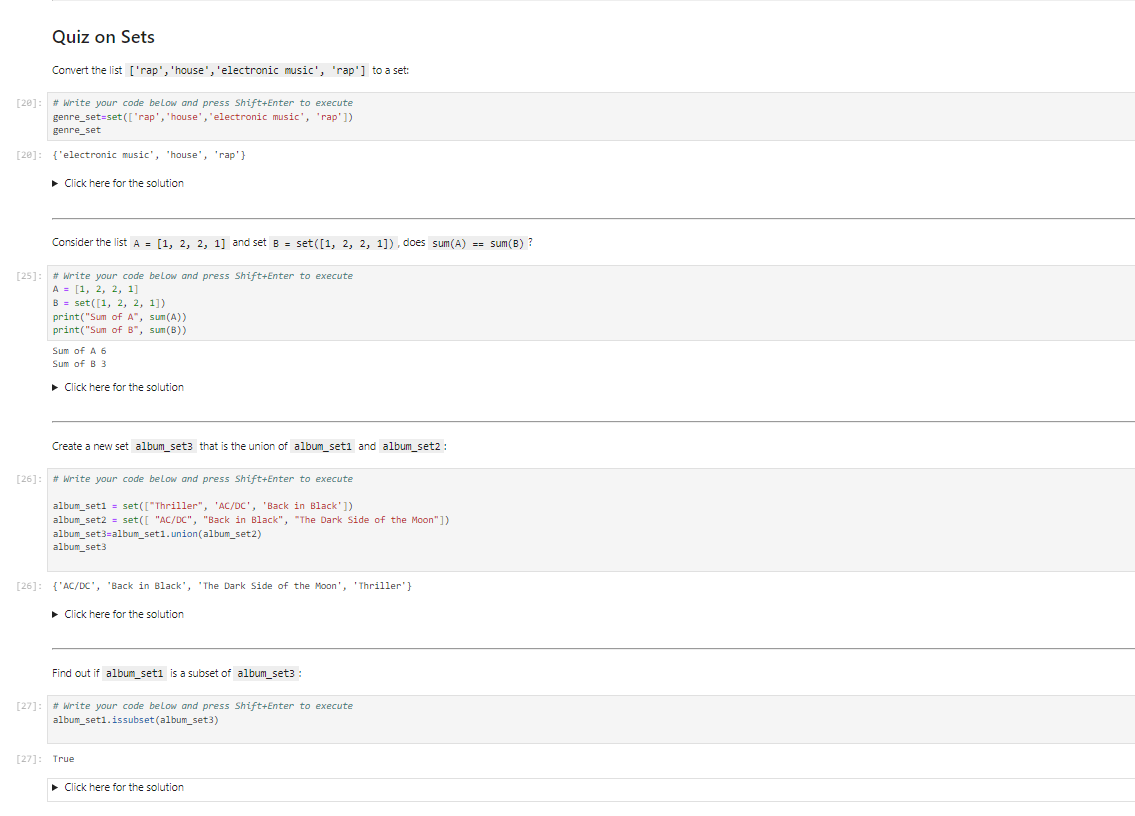 Quiz on Sets
Convert the list ['rap','house','electronic music', 'rap'] to a set:
[20]: # Write your code below and press Shift+Enter to execute
genre_set=set(['rap','house','electronic music', 'rap'])
genre_set
[20]: {'electronic music', 'house', 'rap'}
▶ Click here for the solution
Consider the list A = [1, 2, 2, 1] and set B = set([1, 2, 2, 1]), does sum(A) == sum(B)?
[25]: # Write your code below and press Shift+Enter to execute
A = [1, 2, 2, 1]
B = set([1, 2, 2, 1])
print("Sum of A", sum(A))
print("Sum of B", sum(B))
Sum of A 6
Sum of B 3
▶ Click here for the solution
Create a new set album_set3 that is the union of album_set1 and album_set2:
[26]: # Write your code below and press Shift+Enter to execute
album_set1 = set(["Thriller", 'AC/DC', 'Back in Black'])
album_set2 = set([ "AC/DC", "Back in Black", "The Dark Side of the Moon"])
album_set3=album_set1.union(album_set2)
album_set3
[26]: {'AC/DC', 'Back in Black', 'The Dark Side of the Moon', 'Thriller'}
▶ Click here for the solution
Find out if album_set1 is a subset of album_set3:
[27]: # Write your code below and press Shift+Enter to execute
album_set1.issubset(album_set3)
[27]: True
▶ Click here for the solution